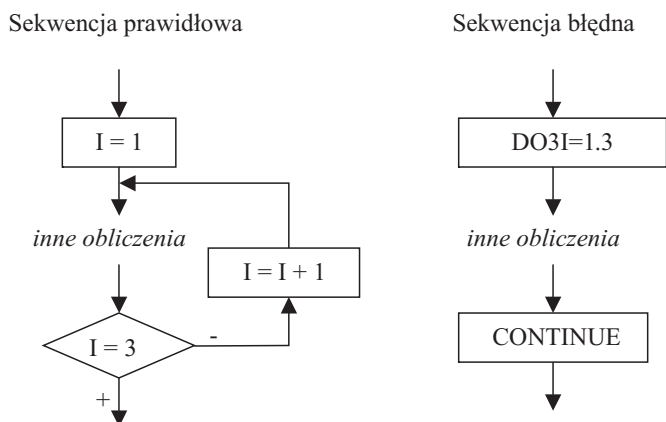 Sekwencja prawidłowa
I = 1
inne obliczenia
I = I + 1
I = 3
-
+
Sekwencja błędna
DO3I=1.3
inne obliczenia
CONTINUE